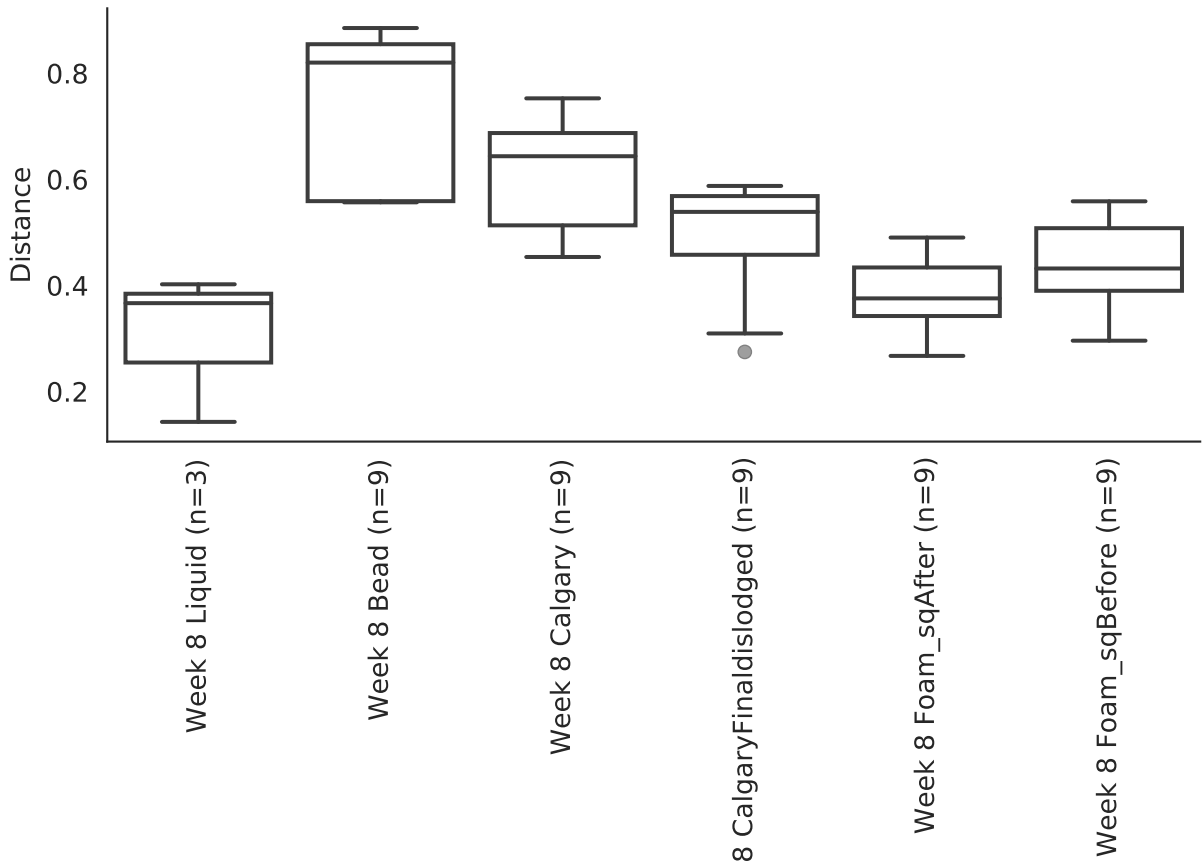 Distance
0.8
0.6
0.4
0.2
Week 8 Liquid (n=3)
Week 8 Bead (n=9)
Week 8 Calgary (n=9)
8 CalgaryFinaldislodged (n=9)
Week 8 Foam_sqAfter (n=9)
Week 8 Foam_sqBefore (n=9)